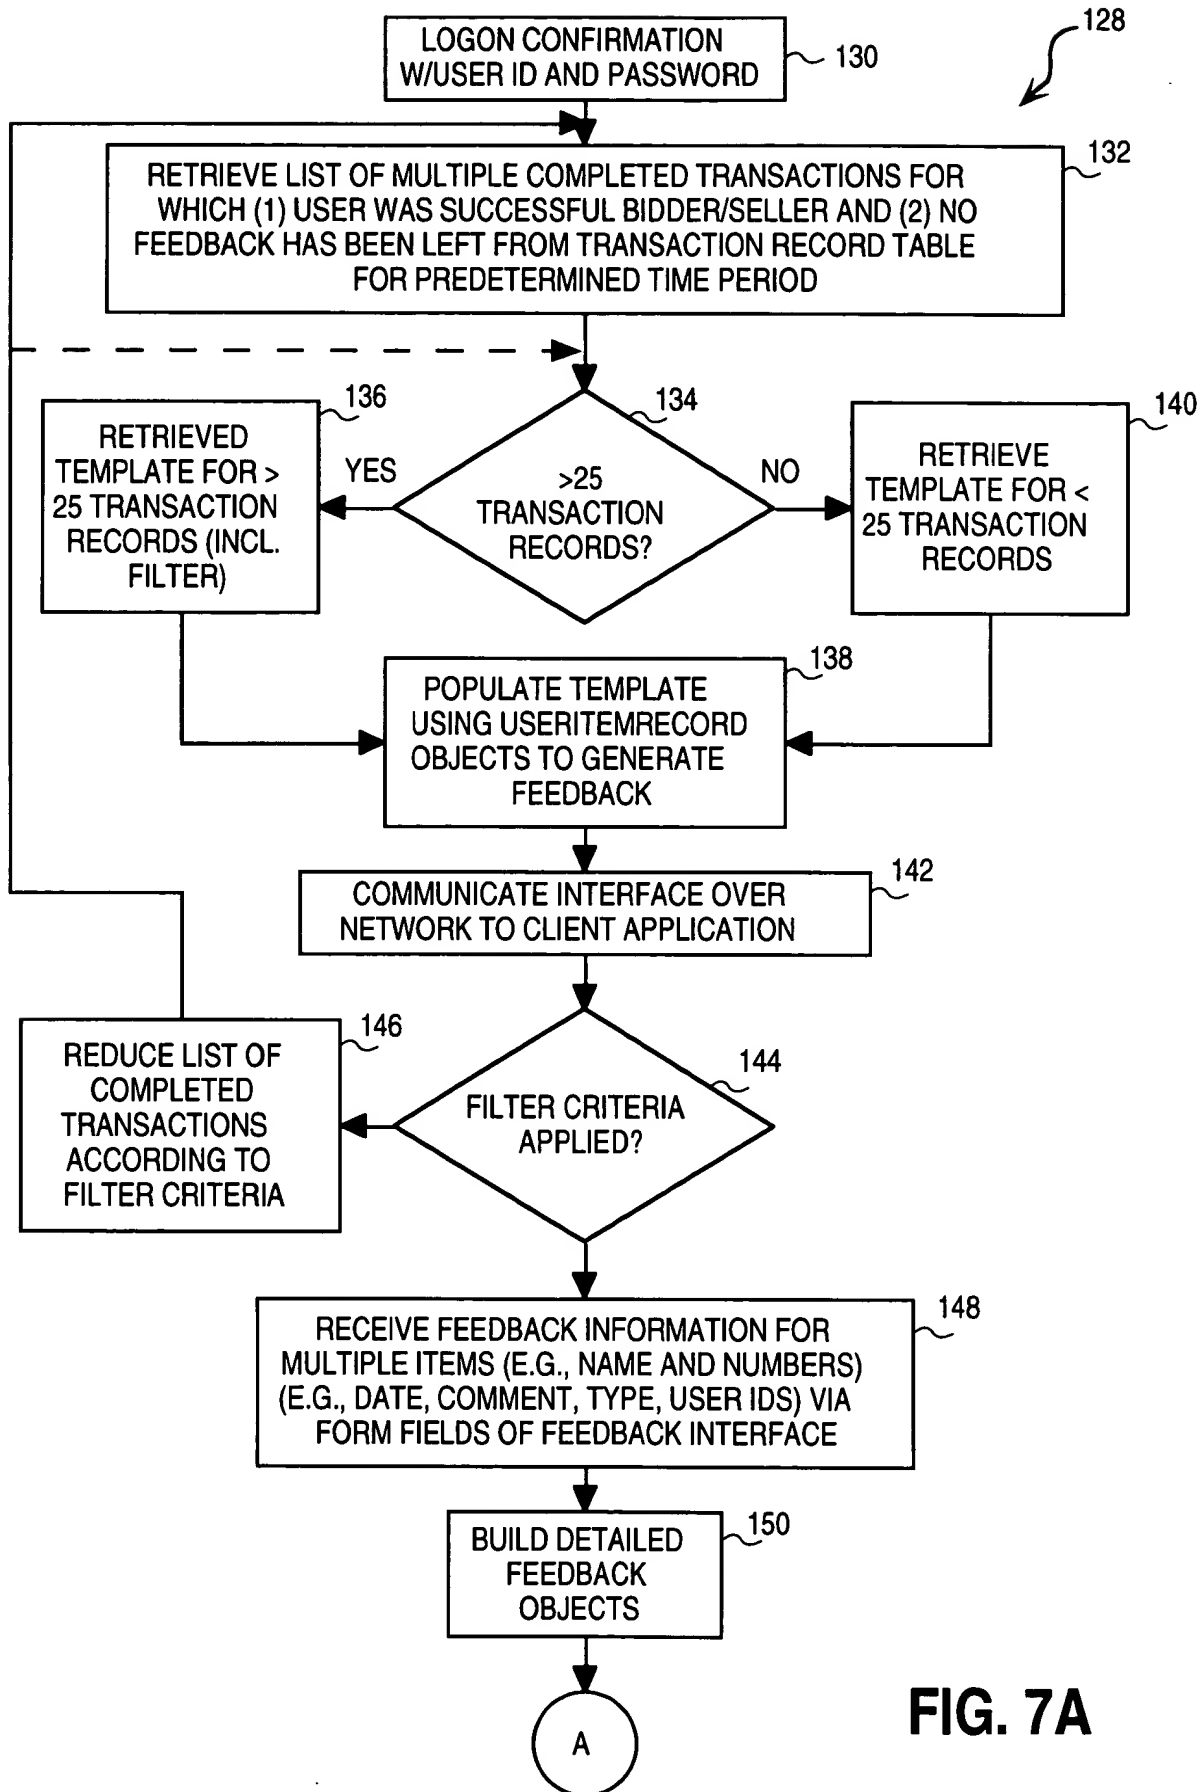 128
LOGON CONFIRMATION
W/USER ID AND PASSWORD
130
RETRIEVE LIST OF MULTIPLE COMPLETED TRANSACTIONS FOR
WHICH (1) USER WAS SUCCESSFUL BIDDER/SELLER AND (2) NO
FEEDBACK HAS BEEN LEFT FROM TRANSACTION RECORD TABLE
FOR PREDETERMINED TIME PERIOD
132
134
>25
TRANSACTION
RECORDS?
YES
NO
136
RETRIEVED
TEMPLATE FOR >
25 TRANSACTION
RECORDS (INCL.
FILTER)
140
RETRIEVE
TEMPLATE FOR <
25 TRANSACTION
RECORDS
138
POPULATE TEMPLATE
USING USERITEMRECORD
OBJECTS TO GENERATE
FEEDBACK
142
COMMUNICATE INTERFACE OVER
NETWORK TO CLIENT APPLICATION
144
FILTER CRITERIA
APPLIED?
146
REDUCE LIST OF
COMPLETED
TRANSACTIONS
ACCORDING TO
FILTER CRITERIA
148
RECEIVE FEEDBACK INFORMATION FOR
MULTIPLE ITEMS (E.G., NAME AND NUMBERS)
(E.G., DATE, COMMENT, TYPE, USER IDS) VIA
FORM FIELDS OF FEEDBACK INTERFACE
150
BUILD DETAILED
FEEDBACK
OBJECTS
A
FIG. 7A